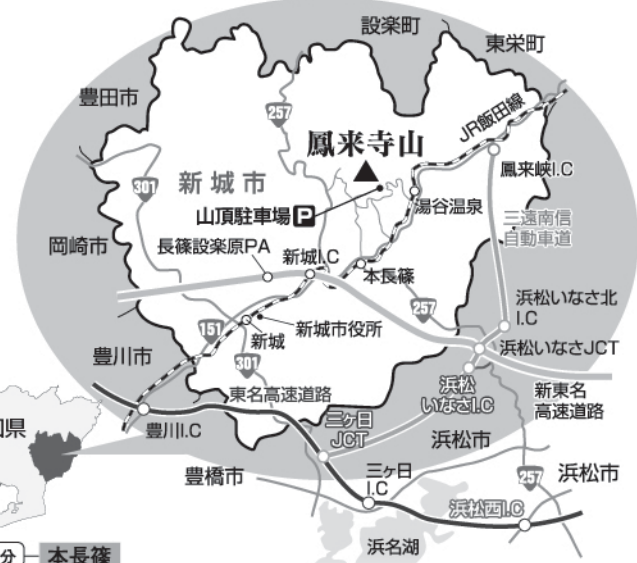 設楽町
東栄町
豊田市
257
JR飯田線
鳳来寺山
301
新城市
鳳来峡I.C
山頂駐車場P
湯谷温泉
三遠南信
自動車道
岡崎市
長篠設楽原PA
新城I.C
本長篠
257
浜松いなさ北
I.C
151
新城
新城市役所
浜松いなさJCT
豊川市
301
東名高速道路
浜松
いなさI.C
新東名
高速道路
県
豊川I.C
三ヶ日
JCT
浜松市
豊橋市
三ヶ日
I.C
257
浜松市
浜松西I.C
浜名湖
分
本長篠